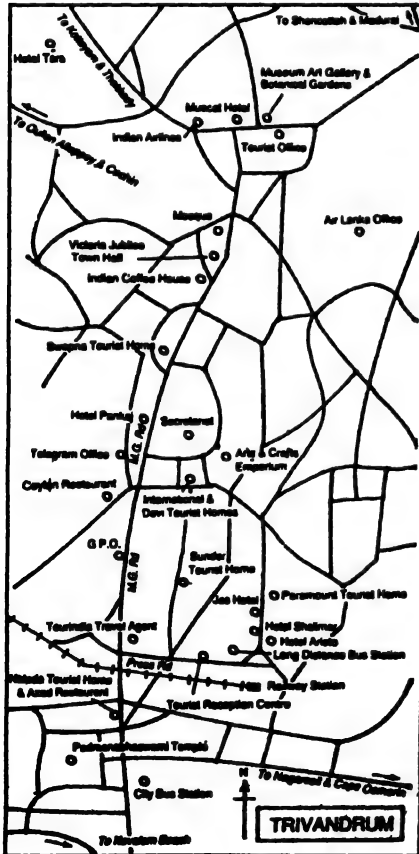 To Shencottah & Madurai
To Kottayam & Thekkady
Hotel Tara
Museum Art Gallery &
Botanical Gardens
Muscat Hotel
Indian Airlines
Tourist Office
To Quilon Alleppey & Cochin
Mosque
Air Lanka Office
Victoria Jubilee
Town Hall
Indian Coffee House
Swapna Tourist Home
Hotel Pankaj
M.G. Rd
Secretariat
Telegram Office
Arts & Crafts
Emporium
Ceylon Restaurant
International &
Devi Tourist Homes
G.P.O.
M.G. Rd
Sunder
Tourist Home
Jas Hotel
Paramount Tourist Home
Hotel Shalimar
Tourindia Travel Agent
Hotel Aristo
Long Distance Bus Station
Press Rd
Railway Station
Tourist Home
& Azad Restaurant
Tourist Reception Centre
Padmanabhaswami Temple
City Bus Station
N
To Nagercoil & Cape Comorin
TRIVANDRUM
To Kovalam Beach